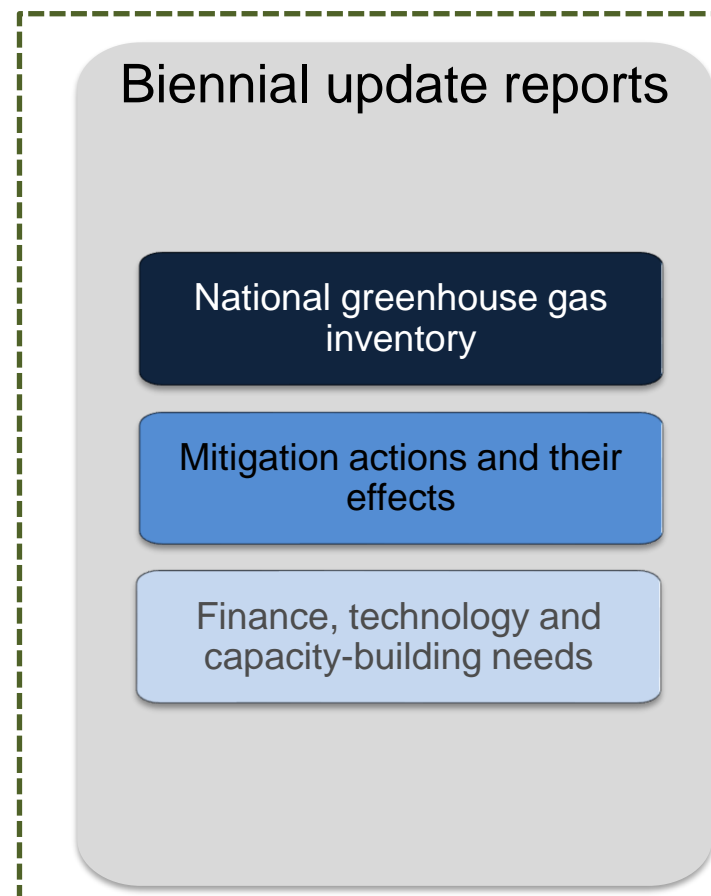 Biennial update reports
National greenhouse gas
inventory
Mitigation actions and their
effects
Finance, technology and
capacity-building needs